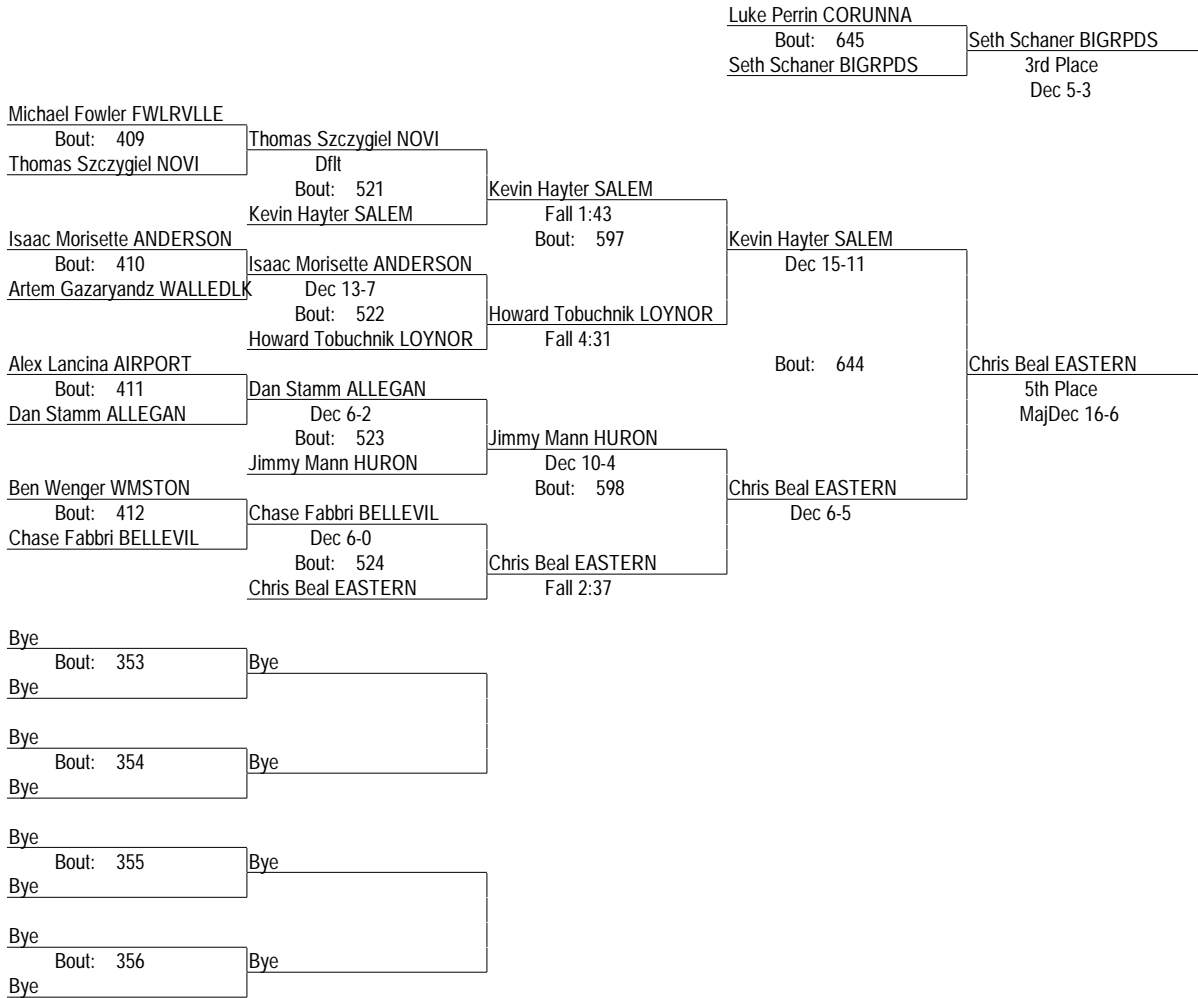 Luke Perrin CORUNNA
Bout: 645
Seth Schaner BIGRPDS
Seth Schaner BIGRPDS
3rd Place
Dec 5-3
Michael Fowler FWLRVLLE
Bout: 409
Thomas Szczygiel NOVI
Thomas Szczygiel NOVI
Dflt
Bout: 521
Kevin Hayter SALEM
Kevin Hayter SALEM
Fall 1:43
Bout: 597
Isaac Morisette ANDERSON
Bout: 410
Artem Gazaryandz WALLEDLK
Isaac Morisette ANDERSON
Dec 13-7
Bout: 522
Howard Tobuchnik LOYNOR
Howard Tobuchnik LOYNOR
Fall 4:31
Kevin Hayter SALEM
Dec 15-11
Bout: 644
Alex Lancina AIRPORT
Bout: 411
Dan Stamm ALLEGAN
Dan Stamm ALLEGAN
Dec 6-2
Bout: 523
Jimmy Mann HURON
Jimmy Mann HURON
Dec 10-4
Bout: 598
Ben Wenger WMSTON
Bout: 412
Chase Fabbri BELLEVIL
Chase Fabbri BELLEVIL
Dec 6-0
Bout: 524
Chris Beal EASTERN
Chris Beal EASTERN
Fall 2:37
Chris Beal EASTERN
Dec 6-5
Chris Beal EASTERN
5th Place
MajDec 16-6
Bye
Bout: 353
Bye
Bye
Bye
Bout: 354
Bye
Bye
Bye
Bout: 355
Bye
Bye
Bye
Bout: 356
Bye
Bye